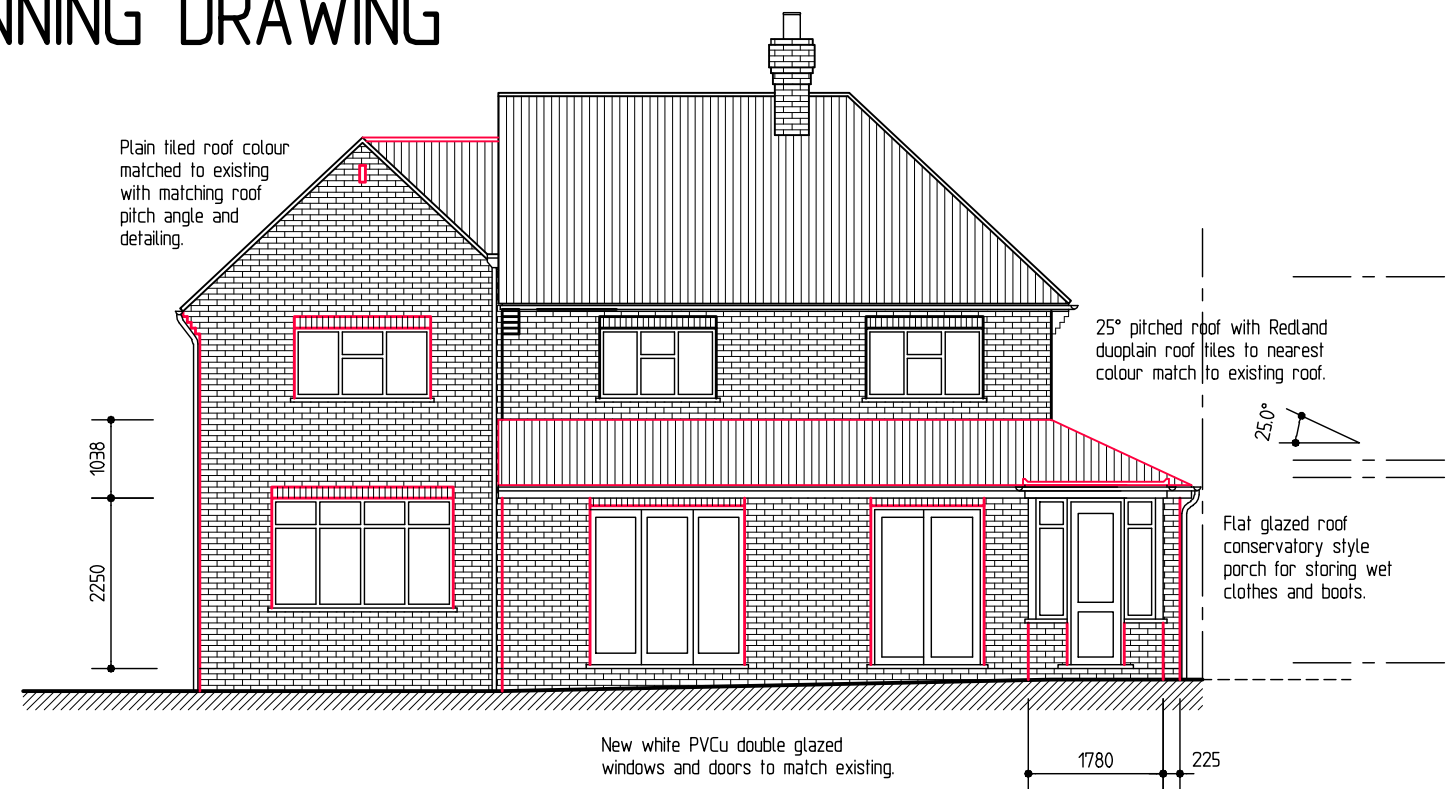 NNING DRAWING
Plain tiled roof colour
matched to existing
with matching roof
pitch angle and
detailing.
25° pitched roof with Redland
duoplain roof tiles to nearest
colour match to existing roof.
25.0°
1038
2250
Flat glazed roof
conservatory style
porch for storing wet
clothes and boots.
New white PVCu double glazed
windows and doors to match existing.
1780
225